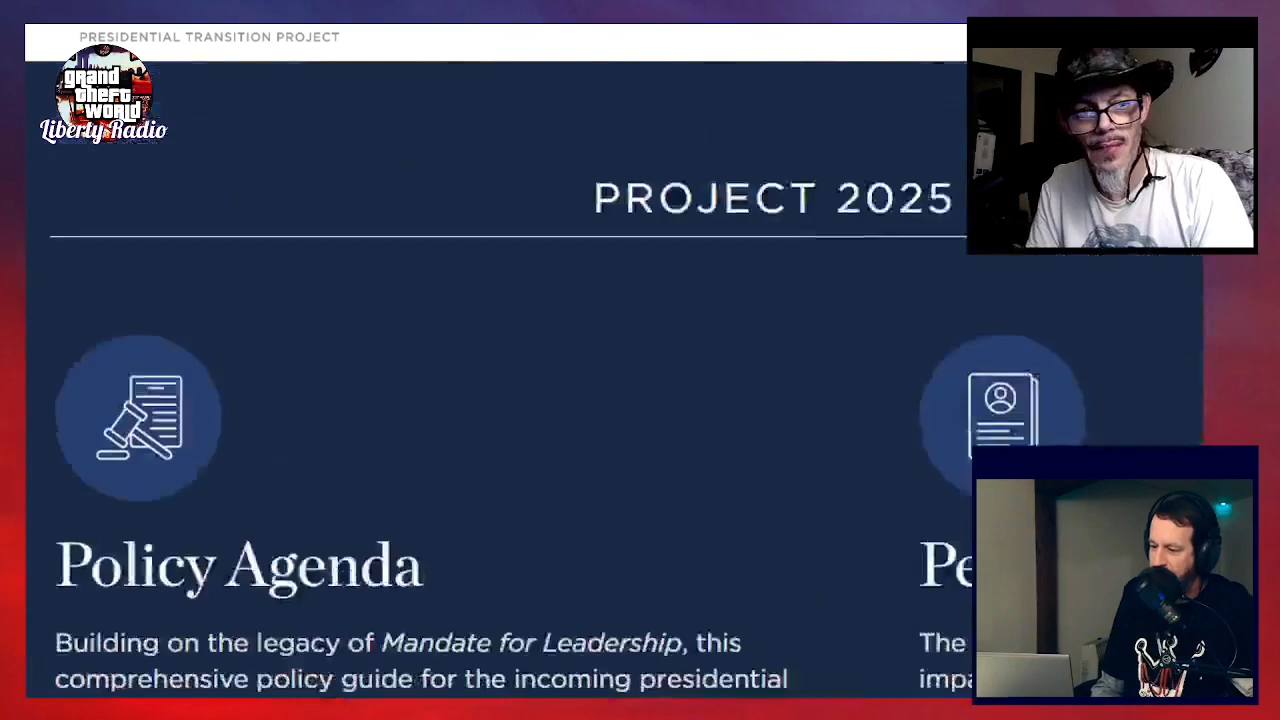 PRESIDENTIAL TRANSITION PROJECT
grand
theft
world
Liberty Radio
PROJECT 2025
Policy Agenda
Pe
Building on the legacy of Mandate for Leadership, this
comprehensive policy guide for the incoming presidential
The
impa